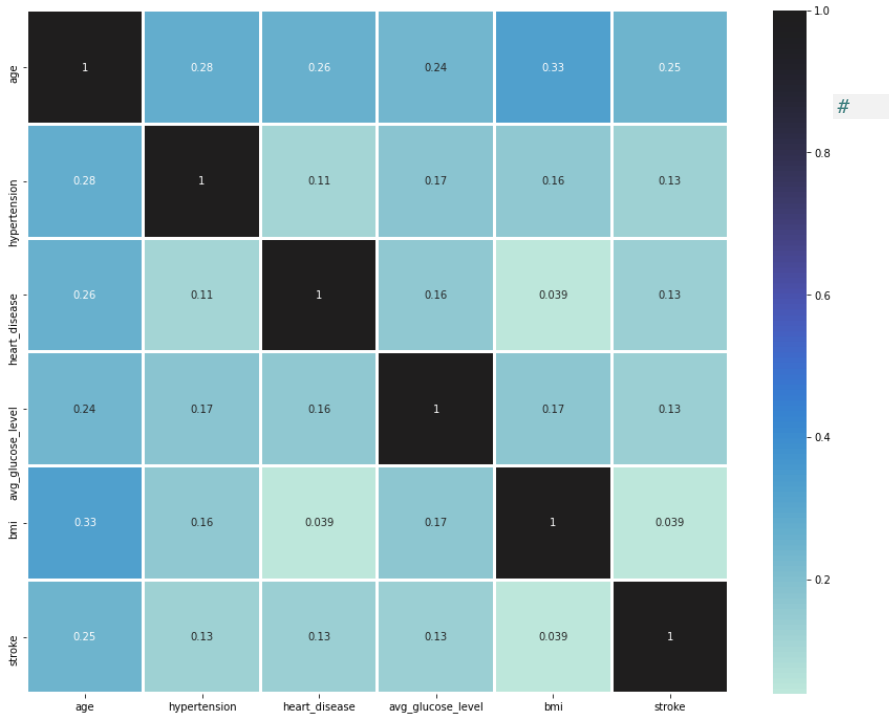 1.0
age 1 0.28 0.26 0.24 0.33 0.25
#
0.8
hypertension 0.28 1 0.11 0.17 0.16 0.13
heart_disease 0.26 0.11 1 0.16 0.039 0.13
0.6
avg_glucose_level 0.24 0.17 0.16 1 0.17 0.13
0.4
bmi 0.33 0.16 0.039 0.17 1 0.039
0.2
stroke 0.25 0.13 0.13 0.13 0.039 1
age hypertension heart_disease avg_glucose_level bmi stroke